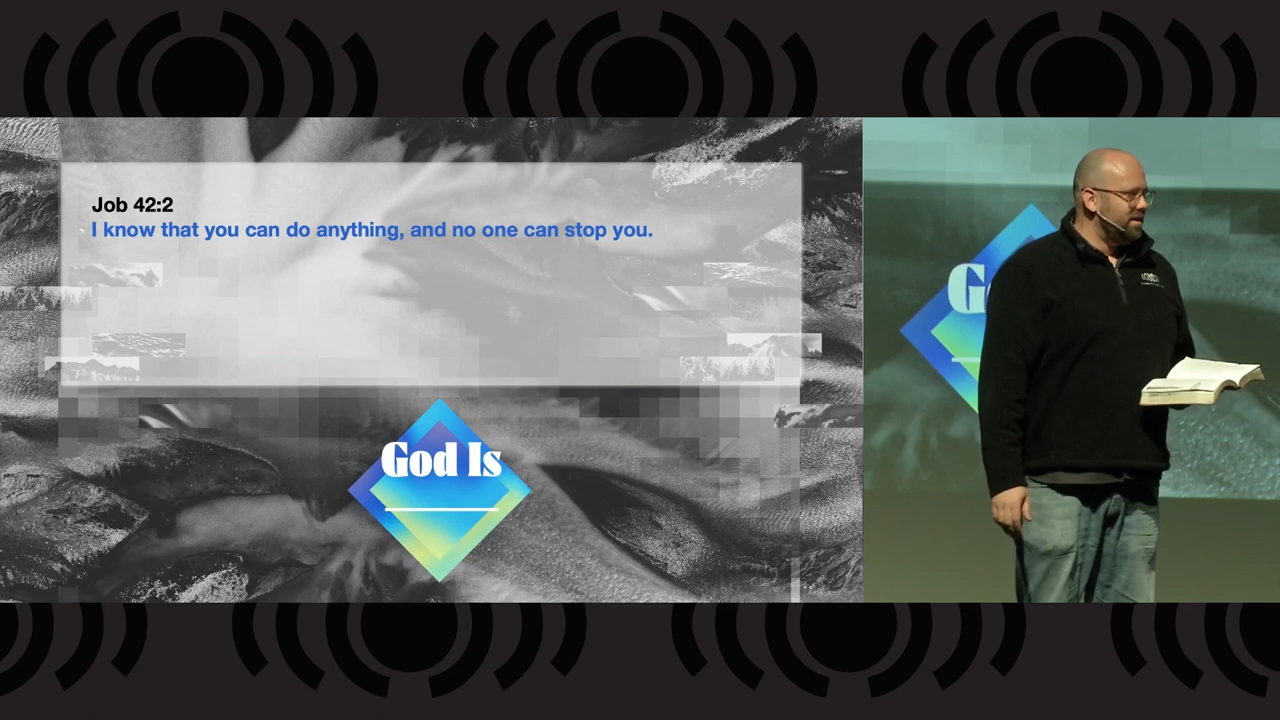 Job 42:2
I know that you can do anything, and no one can stop you.
God Is
G